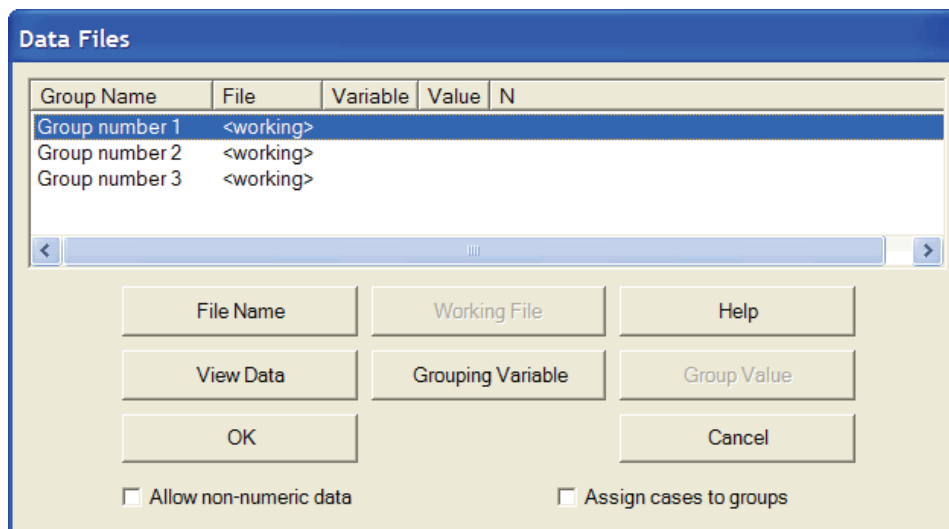 Data Files
Group Name File Variable Value N
Group number 1 <working>
Group number 2 <working>
Group number 3 <working>
File Name Working File Help
View Data Grouping Variable Group Value
OK Cancel
Allow non-numeric data Assign cases to groups